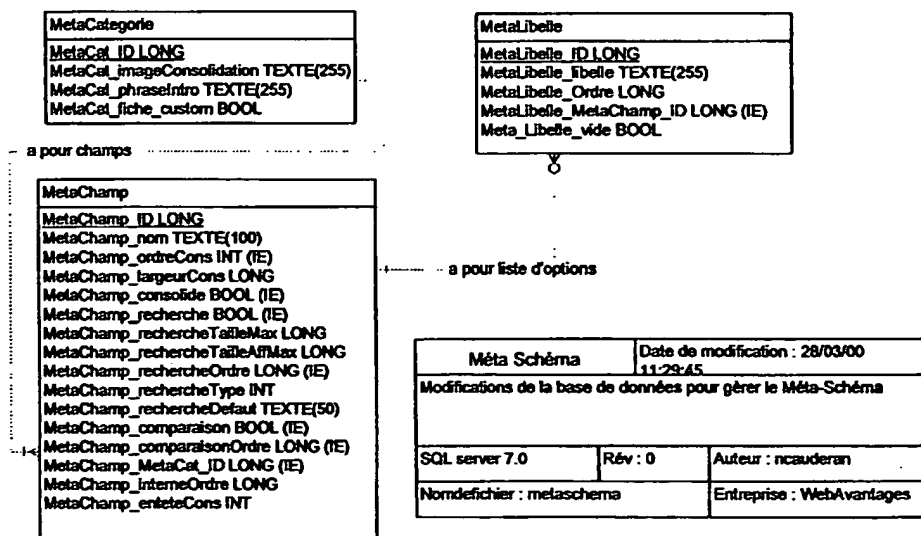 MetaCategorie
MetaCat_ID LONG
MetaCat_imageConsolidation TEXTE(255)
MetaCat_phraseIntro TEXTE(255)
MetaCat_fiche_custom BOOL
MetaLibelle
MetaLibelle_ID LONG
MetaLibelle_libelle TEXTE(255)
MetaLibelle_Ordre LONG
MetaLibelle_MetaChamp_ID LONG (IE)
Meta_Libelle_vide BOOL
a pour champs
MetaChamp
MetaChamp_ID LONG
MetaChamp_nom TEXTE(100)
MetaChamp_ordreCons INT (IE)
MetaChamp_largeurCons LONG
MetaChamp_consolide BOOL (IE)
MetaChamp_recherche BOOL (IE)
MetaChamp_rechercheTailleMax LONG
MetaChamp_rechercheTailleAffMax LONG
MetaChamp_rechercheOrdre LONG (IE)
MetaChamp_rechercheType INT
MetaChamp_rechercheDefaut TEXTE(50)
MetaChamp_comparaison BOOL (IE)
MetaChamp_comparaisonOrdre LONG (IE)
MetaChamp_MetaCat_ID LONG (IE)
MetaChamp_interneOrdre LONG
MetaChamp_enteteCons INT
a pour liste d'options
Méta Schéma
Date de modification : 28/03/00
11:29:45
Modifications de la base de données pour gérer le Méta-Schéma
SQL server 7.0
Rév : 0
Auteur : ncauderan
Nomdefichier : metaschema
Entreprise : WebAvantages